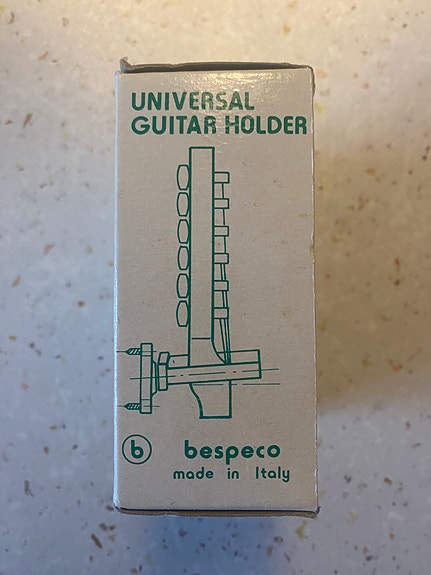 UNIVERSAL
GUITAR HOLDER
b bespeco
made in Italy